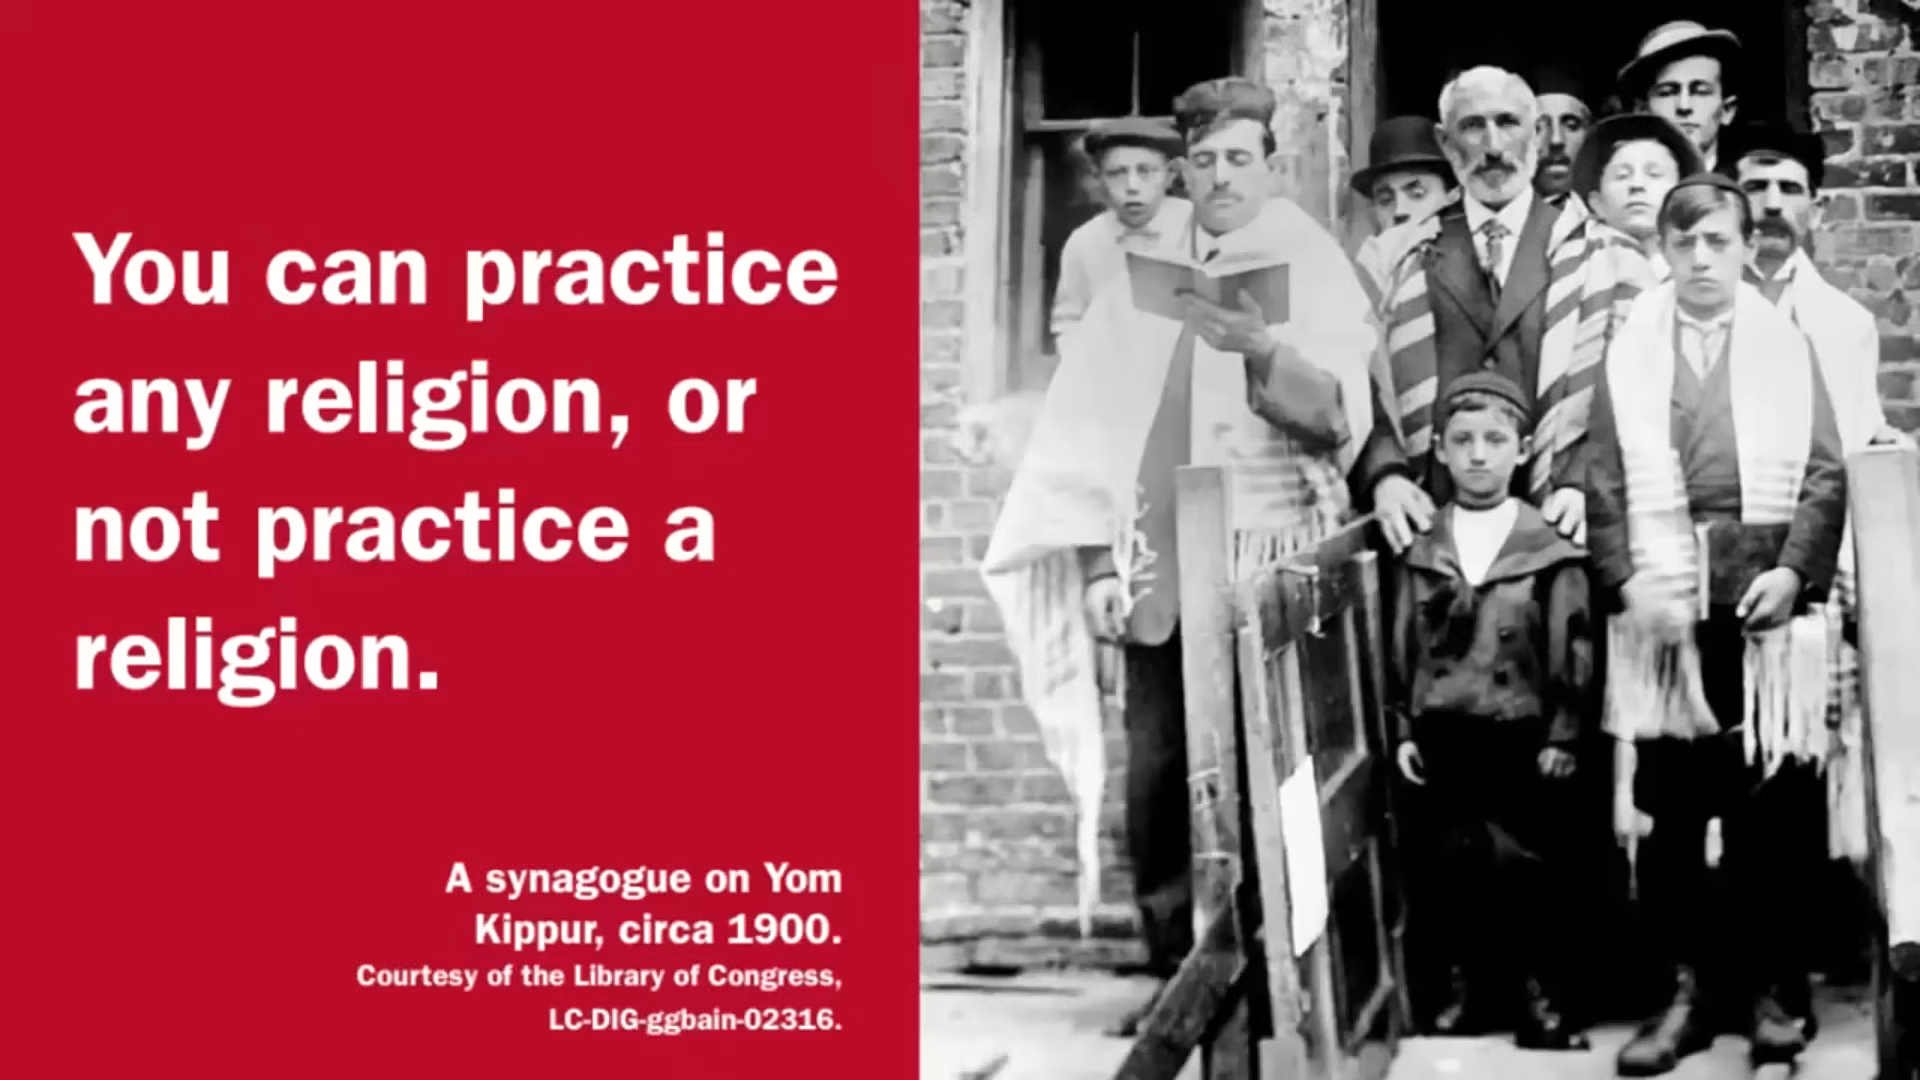 You can practice
any religion, or
not practice a
religion.
A synagogue on Yom
Kippur, circa 1900.
Courtesy of the Library of Congress,
LC-DIG-ggbain-02316.